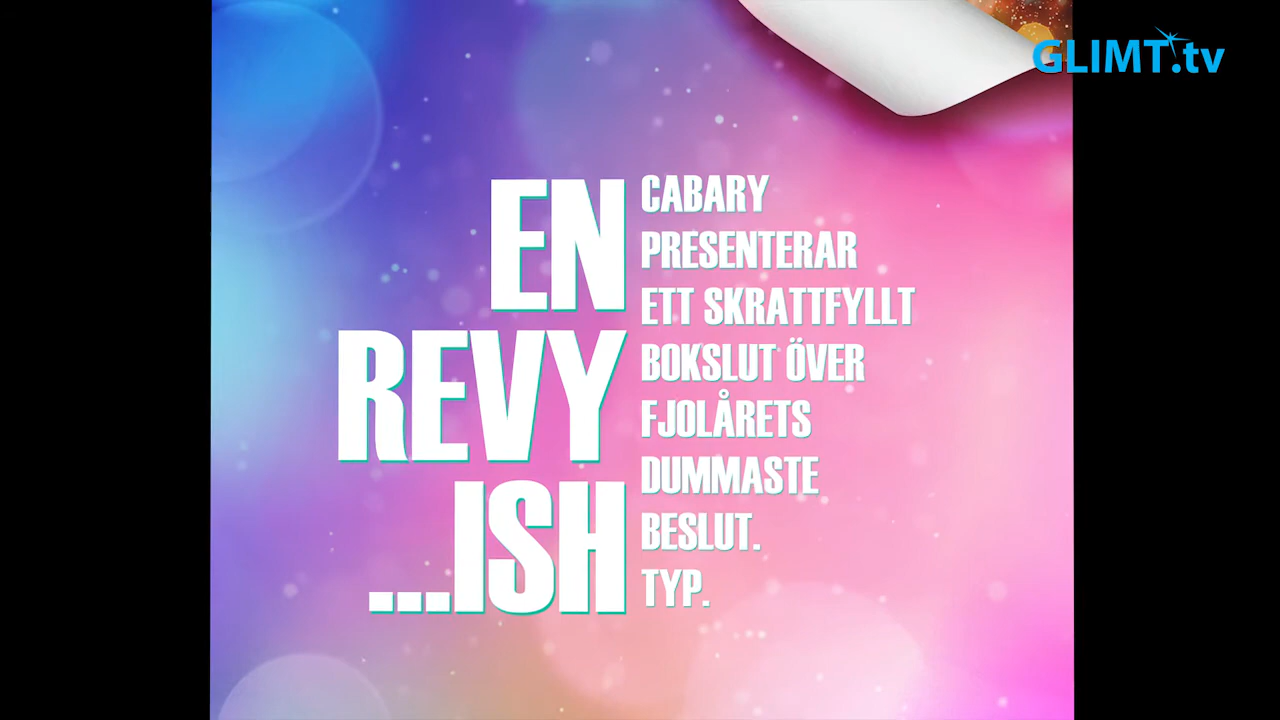 GLIMT.tv
EN
REVY
...ISH
CABARY
PRESENTERAR
ETT SKRATTFYLLT
BOKSLUT ÖVER
FJOLÅRETS
DUMMASTE
BESLUT.
TYP.